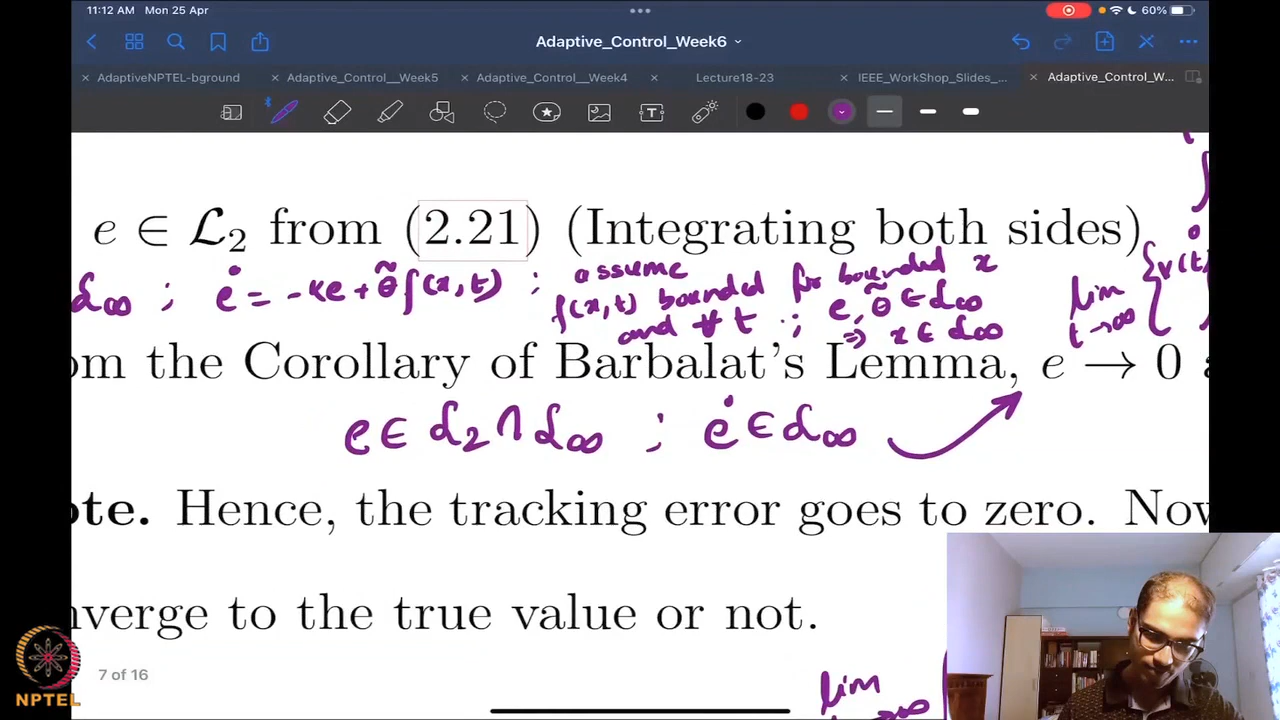 11:12 AM Mon 25 Apr
60%
Adaptive_Control_Week6
AdaptiveNPTEL-bground
Adaptive_Control__Week5
Adaptive_Control__Week4
Lecture18-23
IEEE_WorkShop_Slides_...
Adaptive_Control_W...
e ∈ ℒ₂ from (2.21) (Integrating both sides)
ℒ∞ ; ė = -ke + θ̃f(x,t) ; assume
f(x,t) bounded for bounded x
and ∀ t ; e, θ̃ ∈ ℒ∞
⇒ x ∈ ℒ∞
lim t→∞ { v(t)
om the Corollary of Barbalat's Lemma, e → 0 a
e ∈ ℒ₂ ∩ ℒ∞ ; ė ∈ ℒ∞
ote. Hence, the tracking error goes to zero. Now
nverge to the true value or not.
lim
7 of 16
NPTEL